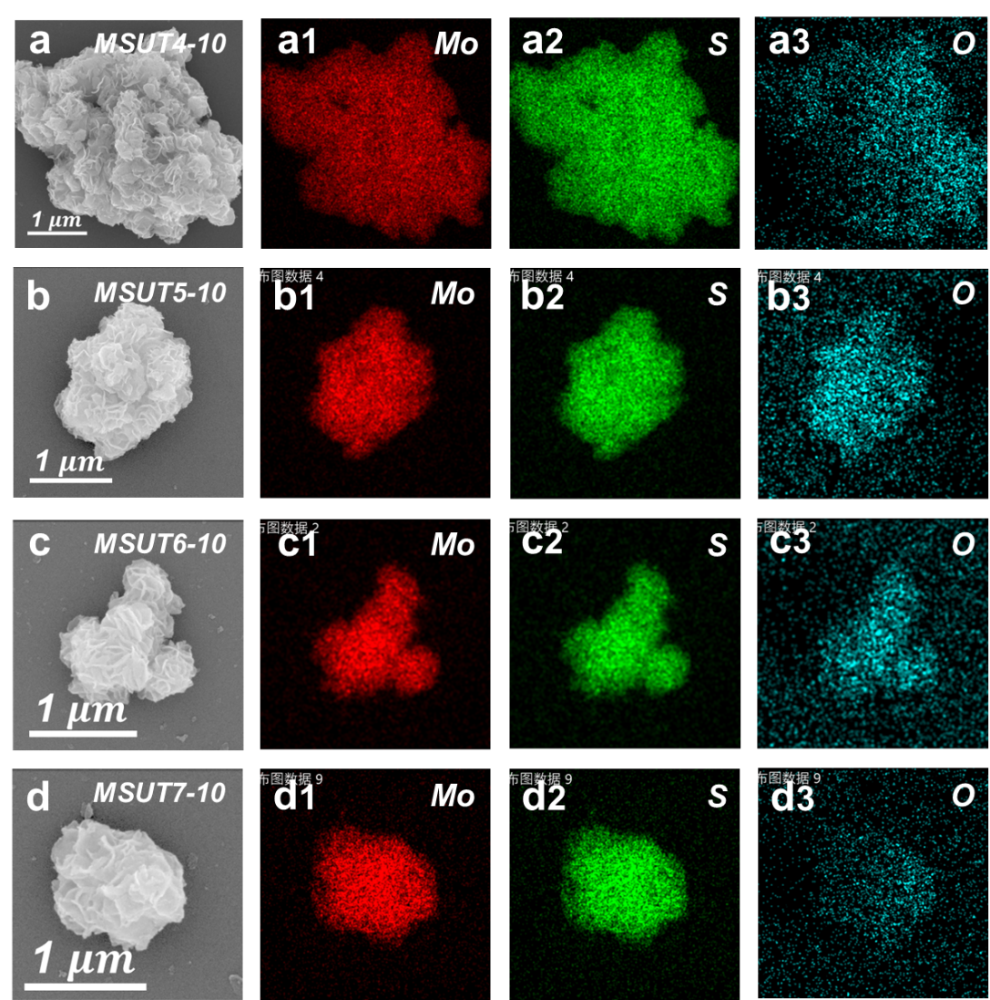 a MSUT4-10
1 μm
a1 Mo
a2 S
a3 O
b MSUT5-10
1 μm
布图数据 4
b1 Mo
布图数据 4
b2 S
布图数据 4
b3 O
c MSUT6-10
1 μm
布图数据 2
c1 Mo
布图数据 2
c2 S
布图数据 2
c3 O
d MSUT7-10
1 μm
布图数据 9
d1 Mo
布图数据 9
d2 S
布图数据 9
d3 O